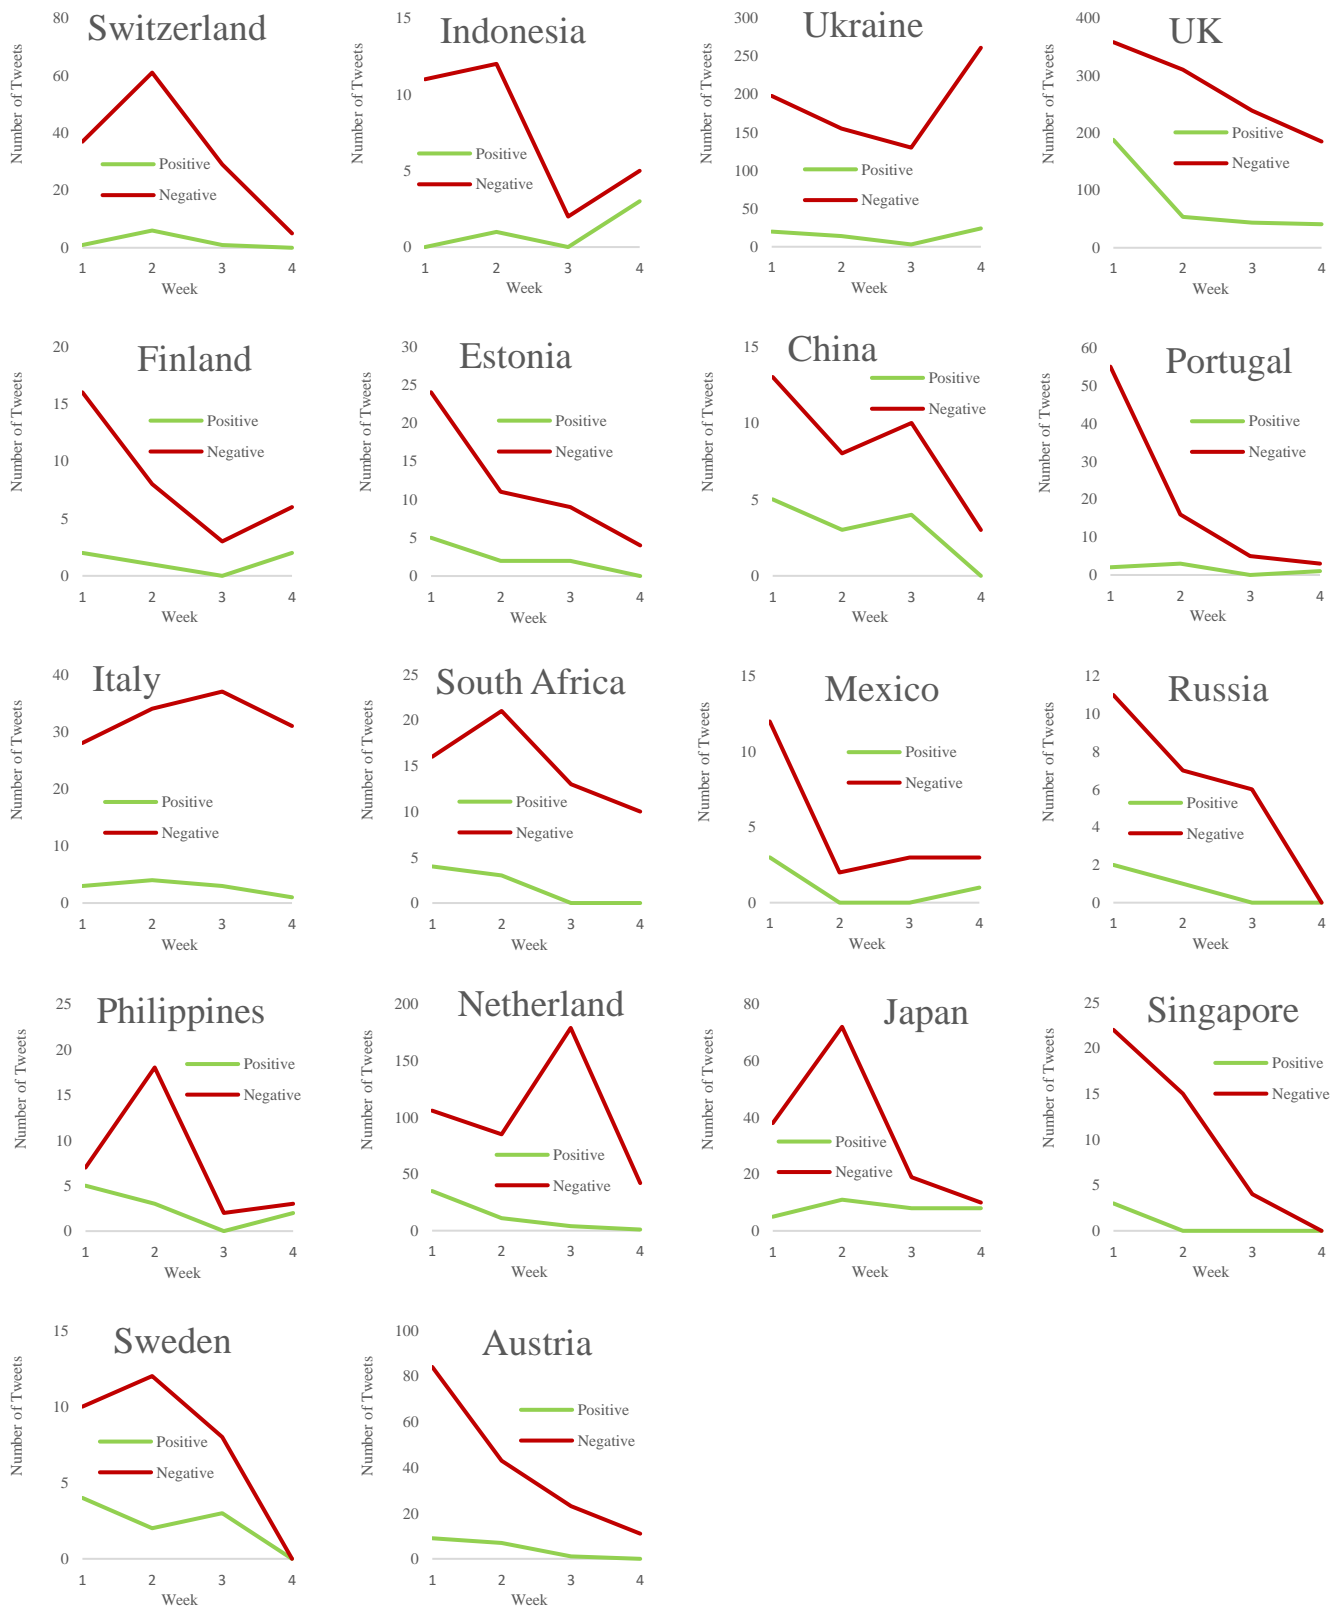 Switzerland
Number of Tweets
80
60
40
20
0
Positive
Negative
1 2 3 4
Week
Indonesia
Number of Tweets
15
10
5
0
Positive
Negative
1 2 3 4
Week
Ukraine
Number of Tweets
300
250
200
150
100
50
0
Positive
Negative
1 2 3 4
Week
UK
Number of Tweets
400
300
200
100
0
Positive
Negative
1 2 3 4
Week
Finland
Number of Tweets
20
15
10
5
0
Positive
Negative
1 2 3 4
Week
Estonia
Number of Tweets
30
25
20
15
10
5
0
Positive
Negative
1 2 3 4
Week
China
Number of Tweets
15
10
5
0
Positive
Negative
1 2 3 4
Week
Portugal
Number of Tweets
60
50
40
30
20
10
0
Positive
Negative
1 2 3 4
Week
Italy
Number of Tweets
40
30
20
10
0
Positive
Negative
1 2 3 4
Week
South Africa
Number of Tweets
25
20
15
10
5
0
Positive
Negative
1 2 3 4
Week
Mexico
Number of Tweets
15
10
5
0
Positive
Negative
1 2 3 4
Week
Russia
Number of Tweets
12
10
8
6
4
2
0
Positive
Negative
1 2 3 4
Week
Philippines
Number of Tweets
25
20
15
10
5
0
Positive
Negative
1 2 3 4
Week
Netherland
Number of Tweets
200
150
100
50
0
Positive
Negative
1 2 3 4
Week
Japan
Number of Tweets
80
60
40
20
0
Positive
Negative
1 2 3 4
Week
Singapore
Number of Tweets
25
20
15
10
5
0
Positive
Negative
1 2 3 4
Week
Sweden
Number of Tweets
15
10
5
0
Positive
Negative
1 2 3 4
Week
Austria
Number of Tweets
100
80
60
40
20
0
Positive
Negative
1 2 3 4
Week